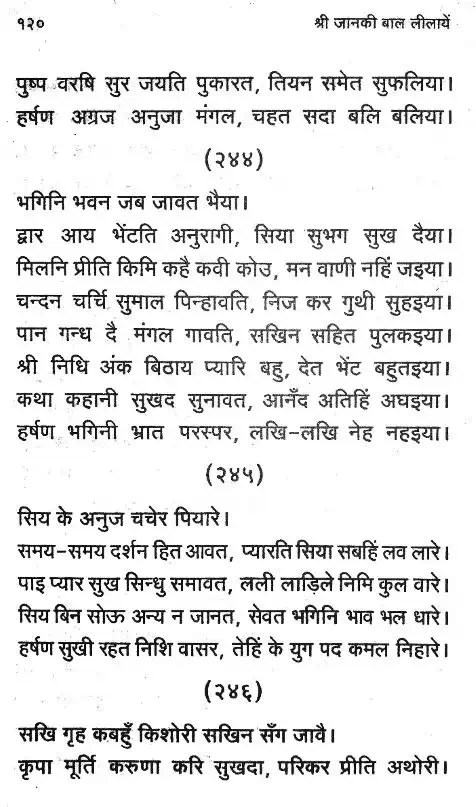 १२०
श्री जानकी बाल लीलायें
पुष्प वरषि सुर जयति पुकारत, तियन समेत सुफलिया।
हर्षण अग्रज अनुजा मंगल, चहत सदा बलि बलिया।
(२४४)
भगिनि भवन जब जावत भैया।
द्वार आय भेंटति अनुरागी, सिया सुभग सुख दैया।
मिलनि प्रीति किमि कहै कवी कोउ, मन वाणी नहिं जइया।
चन्दन चर्चि सुमाल पिन्हावति, निज कर गुथी सुहइया।
पान गन्ध दै मंगल गावति, सखिन सहित पुलकइया।
श्री निधि अंक बिठाय प्यारि बहु, देत भेंट बहुतइया।
कथा कहानी सुखद सुनावत, आनँद अतिहिं अघइया।
हर्षण भगिनी भ्रात परस्पर, लखि-लखि नेह नहइया।
(२४५)
सिय के अनुज चचेर पियारे।
समय-समय दर्शन हित आवत, प्यारति सिया सबहिं लव लारे।
पाइ प्यार सुख सिन्धु समावत, लली लाड़िले निमि कुल वारे।
सिय बिन सोऊ अन्य न जानत, सेवत भगिनि भाव भल धारे।
हर्षण सुखी रहत निशि वासर, तेहिं के युग पद कमल निहारे।
(२४६)
सखि गृह कबहुँ किशोरी सखिन सँग जावै।
कृपा मूर्ति करुणा करि सुखदा, परिकर प्रीति अथोरी।